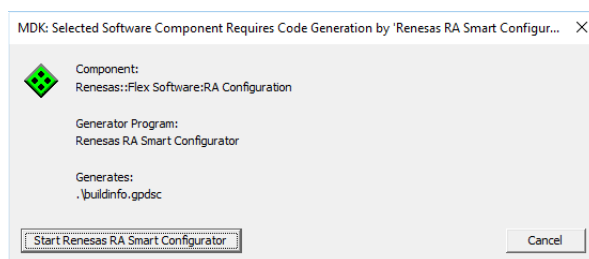 MDK: Selected Software Component Requires Code Generation by 'Renesas RA Smart Configur...
Component:
Renesas::Flex Software:RA Configuration
Generator Program:
Renesas RA Smart Configurator
Generates:
.\buildinfo.gpdsc
Start Renesas RA Smart Configurator
Cancel